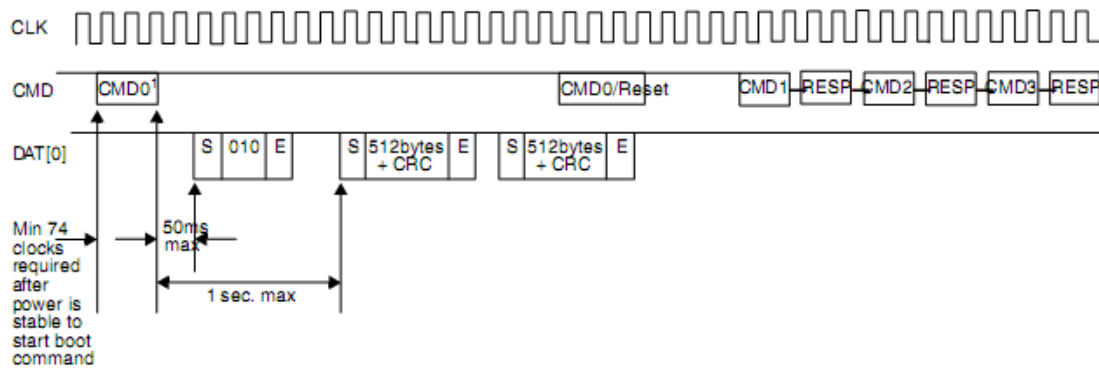 CLK
CMD
CMD0¹
CMD0/Reset
CMD1
RESP
CMD2
RESP
CMD3
RESP
DAT[0]
S
010
E
S
512bytes
+ CRC
E
S
512bytes
+ CRC
E
Min 74
clocks
required
after
power is
stable to
start boot
command
50ms
max
1 sec. max